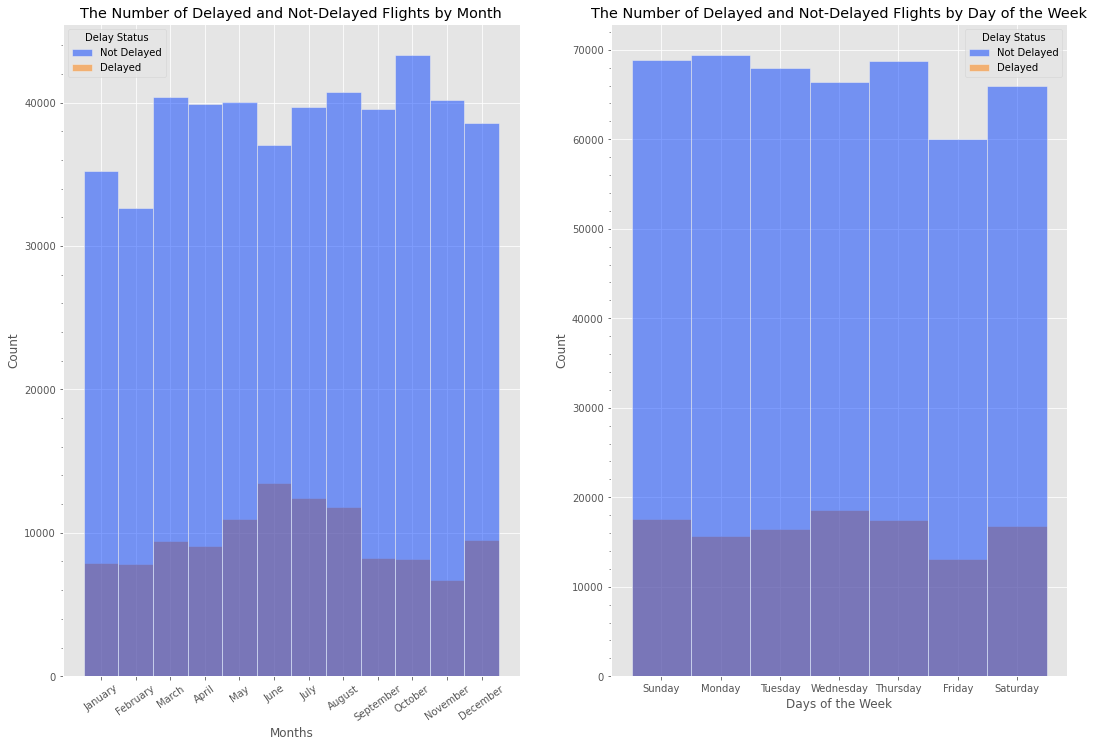 The Number of Delayed and Not-Delayed Flights by Month
Delay Status
Not Delayed
Delayed
40000
30000
20000
10000
0
Count
January
February
March
April
May
June
July
August
September
October
November
December
Months
The Number of Delayed and Not-Delayed Flights by Day of the Week
Delay Status
Not Delayed
Delayed
70000
60000
50000
40000
30000
20000
10000
0
Count
Sunday
Monday
Tuesday
Wednesday
Thursday
Friday
Saturday
Days of the Week